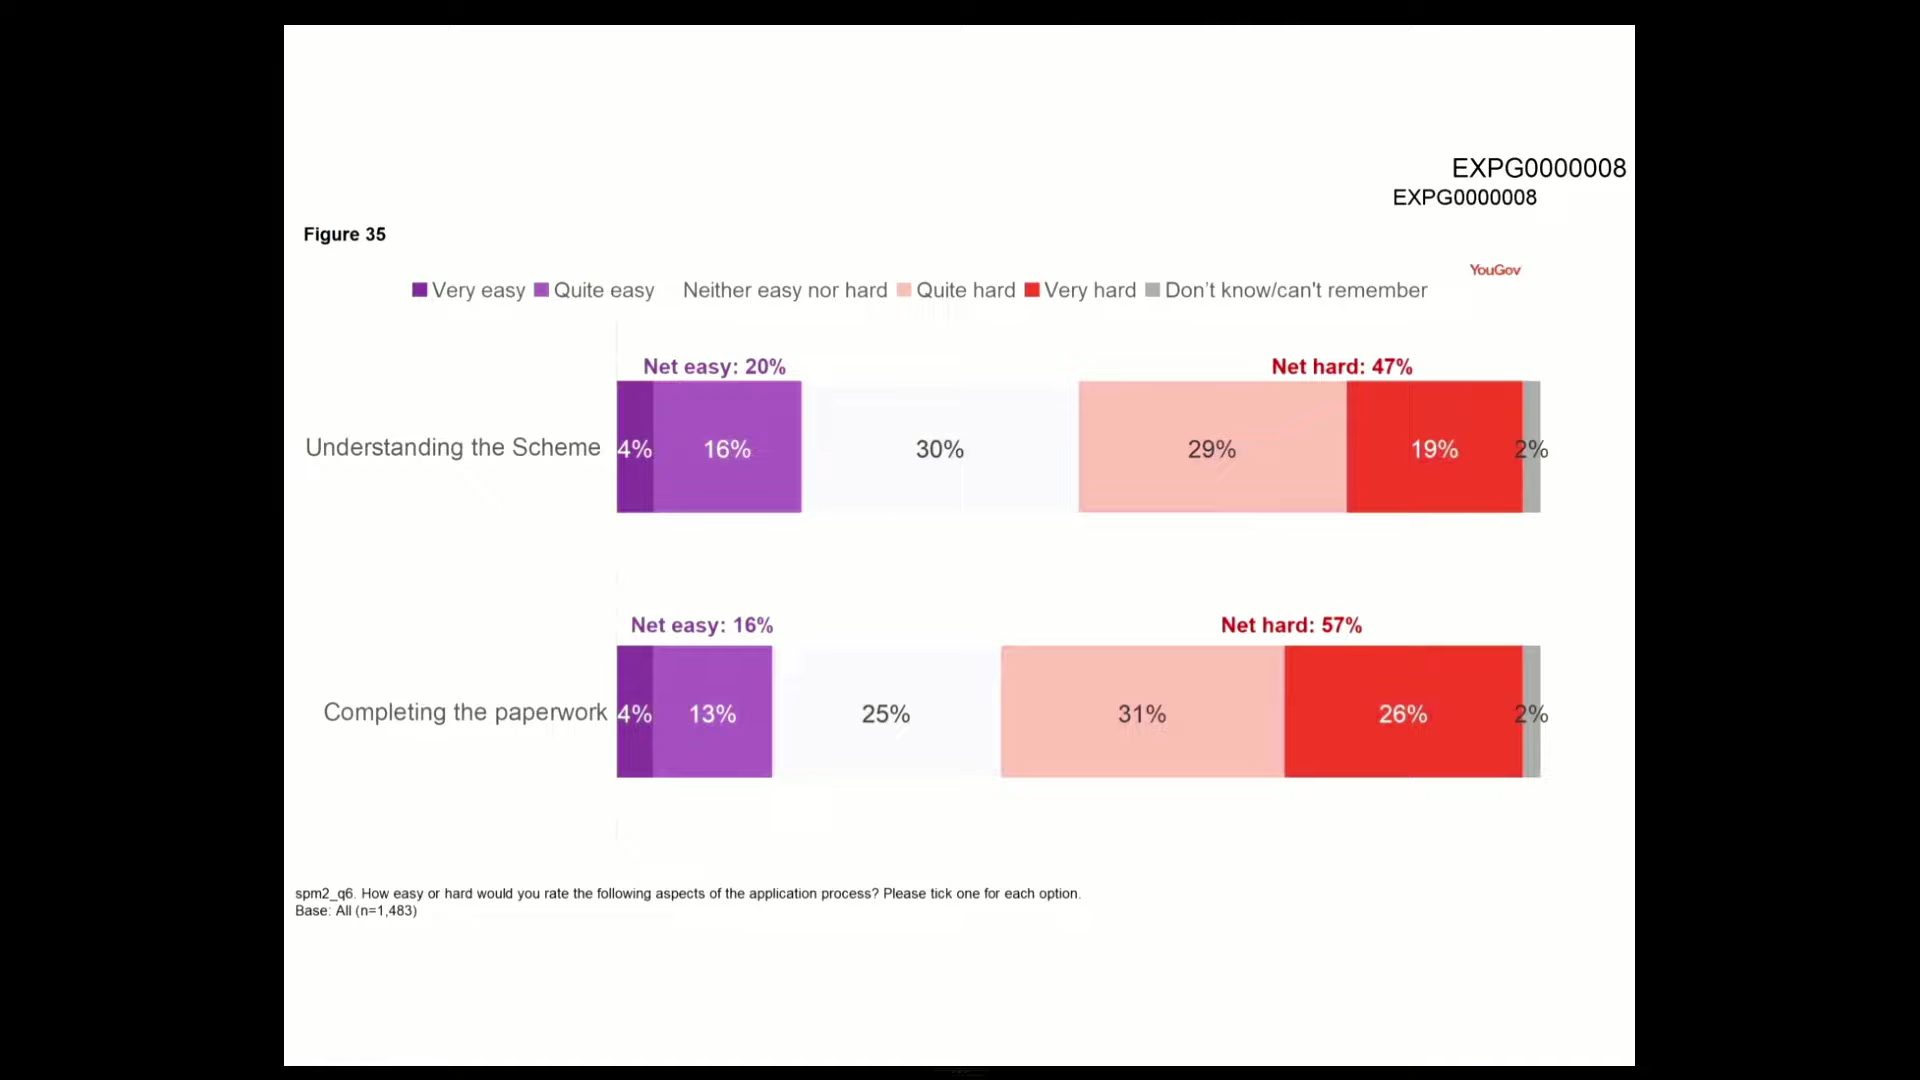 EXPG0000008
EXPG0000008
Figure 35
YouGov
Very easy Quite easy Neither easy nor hard Quite hard Very hard Don't know/can't remember
Net easy: 20% Net hard: 47%
Understanding the Scheme 4% 16% 30% 29% 19% 2%
Net easy: 16% Net hard: 57%
Completing the paperwork 4% 13% 25% 31% 26% 2%
spm2_q6. How easy or hard would you rate the following aspects of the application process? Please tick one for each option.
Base: All (n=1,483)